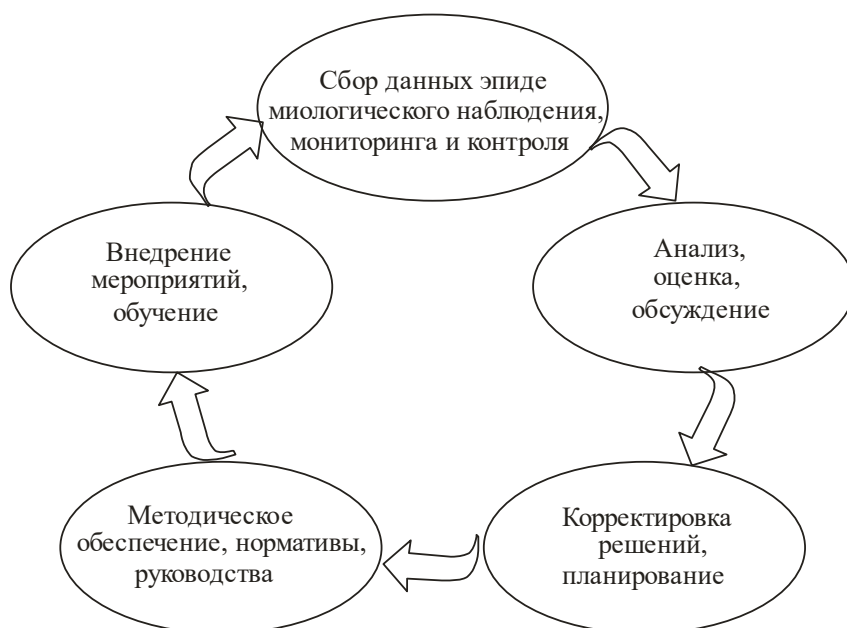 Сбор данных эпиде
миологического наблюдения,
мониторинга и контроля
Анализ,
оценка,
обсуждение
Корректировка
решений,
планирование
Методическое
обеспечение, нормативы,
руководства
Внедрение
мероприятий,
обучение